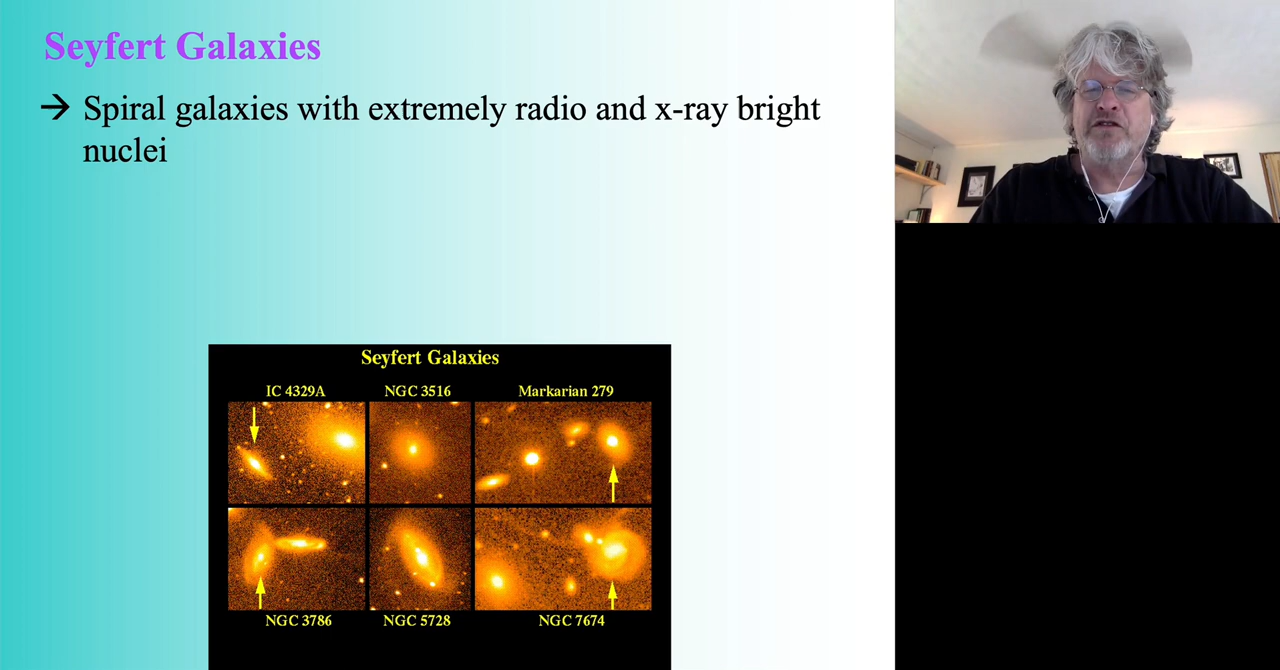 Seyfert Galaxies
→ Spiral galaxies with extremely radio and x-ray bright
nuclei
Seyfert Galaxies
IC 4329A NGC 3516 Markarian 279
NGC 3786 NGC 5728 NGC 7674